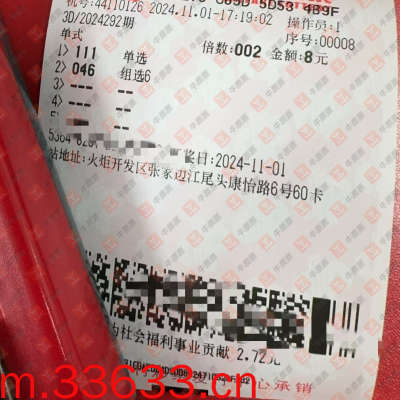 机号:44110126 2024.11.01-17:19:02 操作员:1
3D/2024292期 序号:00008
单式 倍数:002 金额:8元
1> 111 单选
2> 046 组选6
3> --- --
4> --- --
--
奖日:2024-11-01
站地址:火炬开发区张家边江尾头康怡路6号60卡
为社会福利事业贡献 2.72元
承销
m.33633.cn